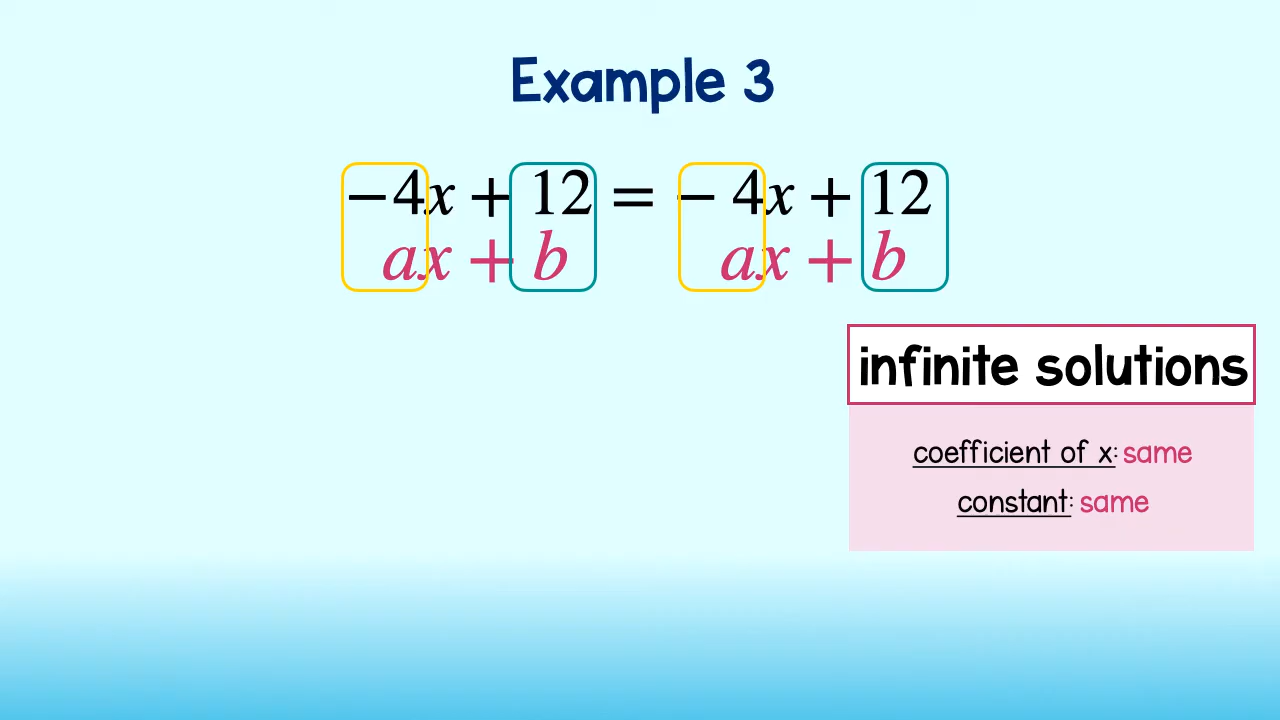 Example 3
−4x + 12 = − 4x + 12
ax + b ax + b
infinite solutions
coefficient of x: same
constant: same